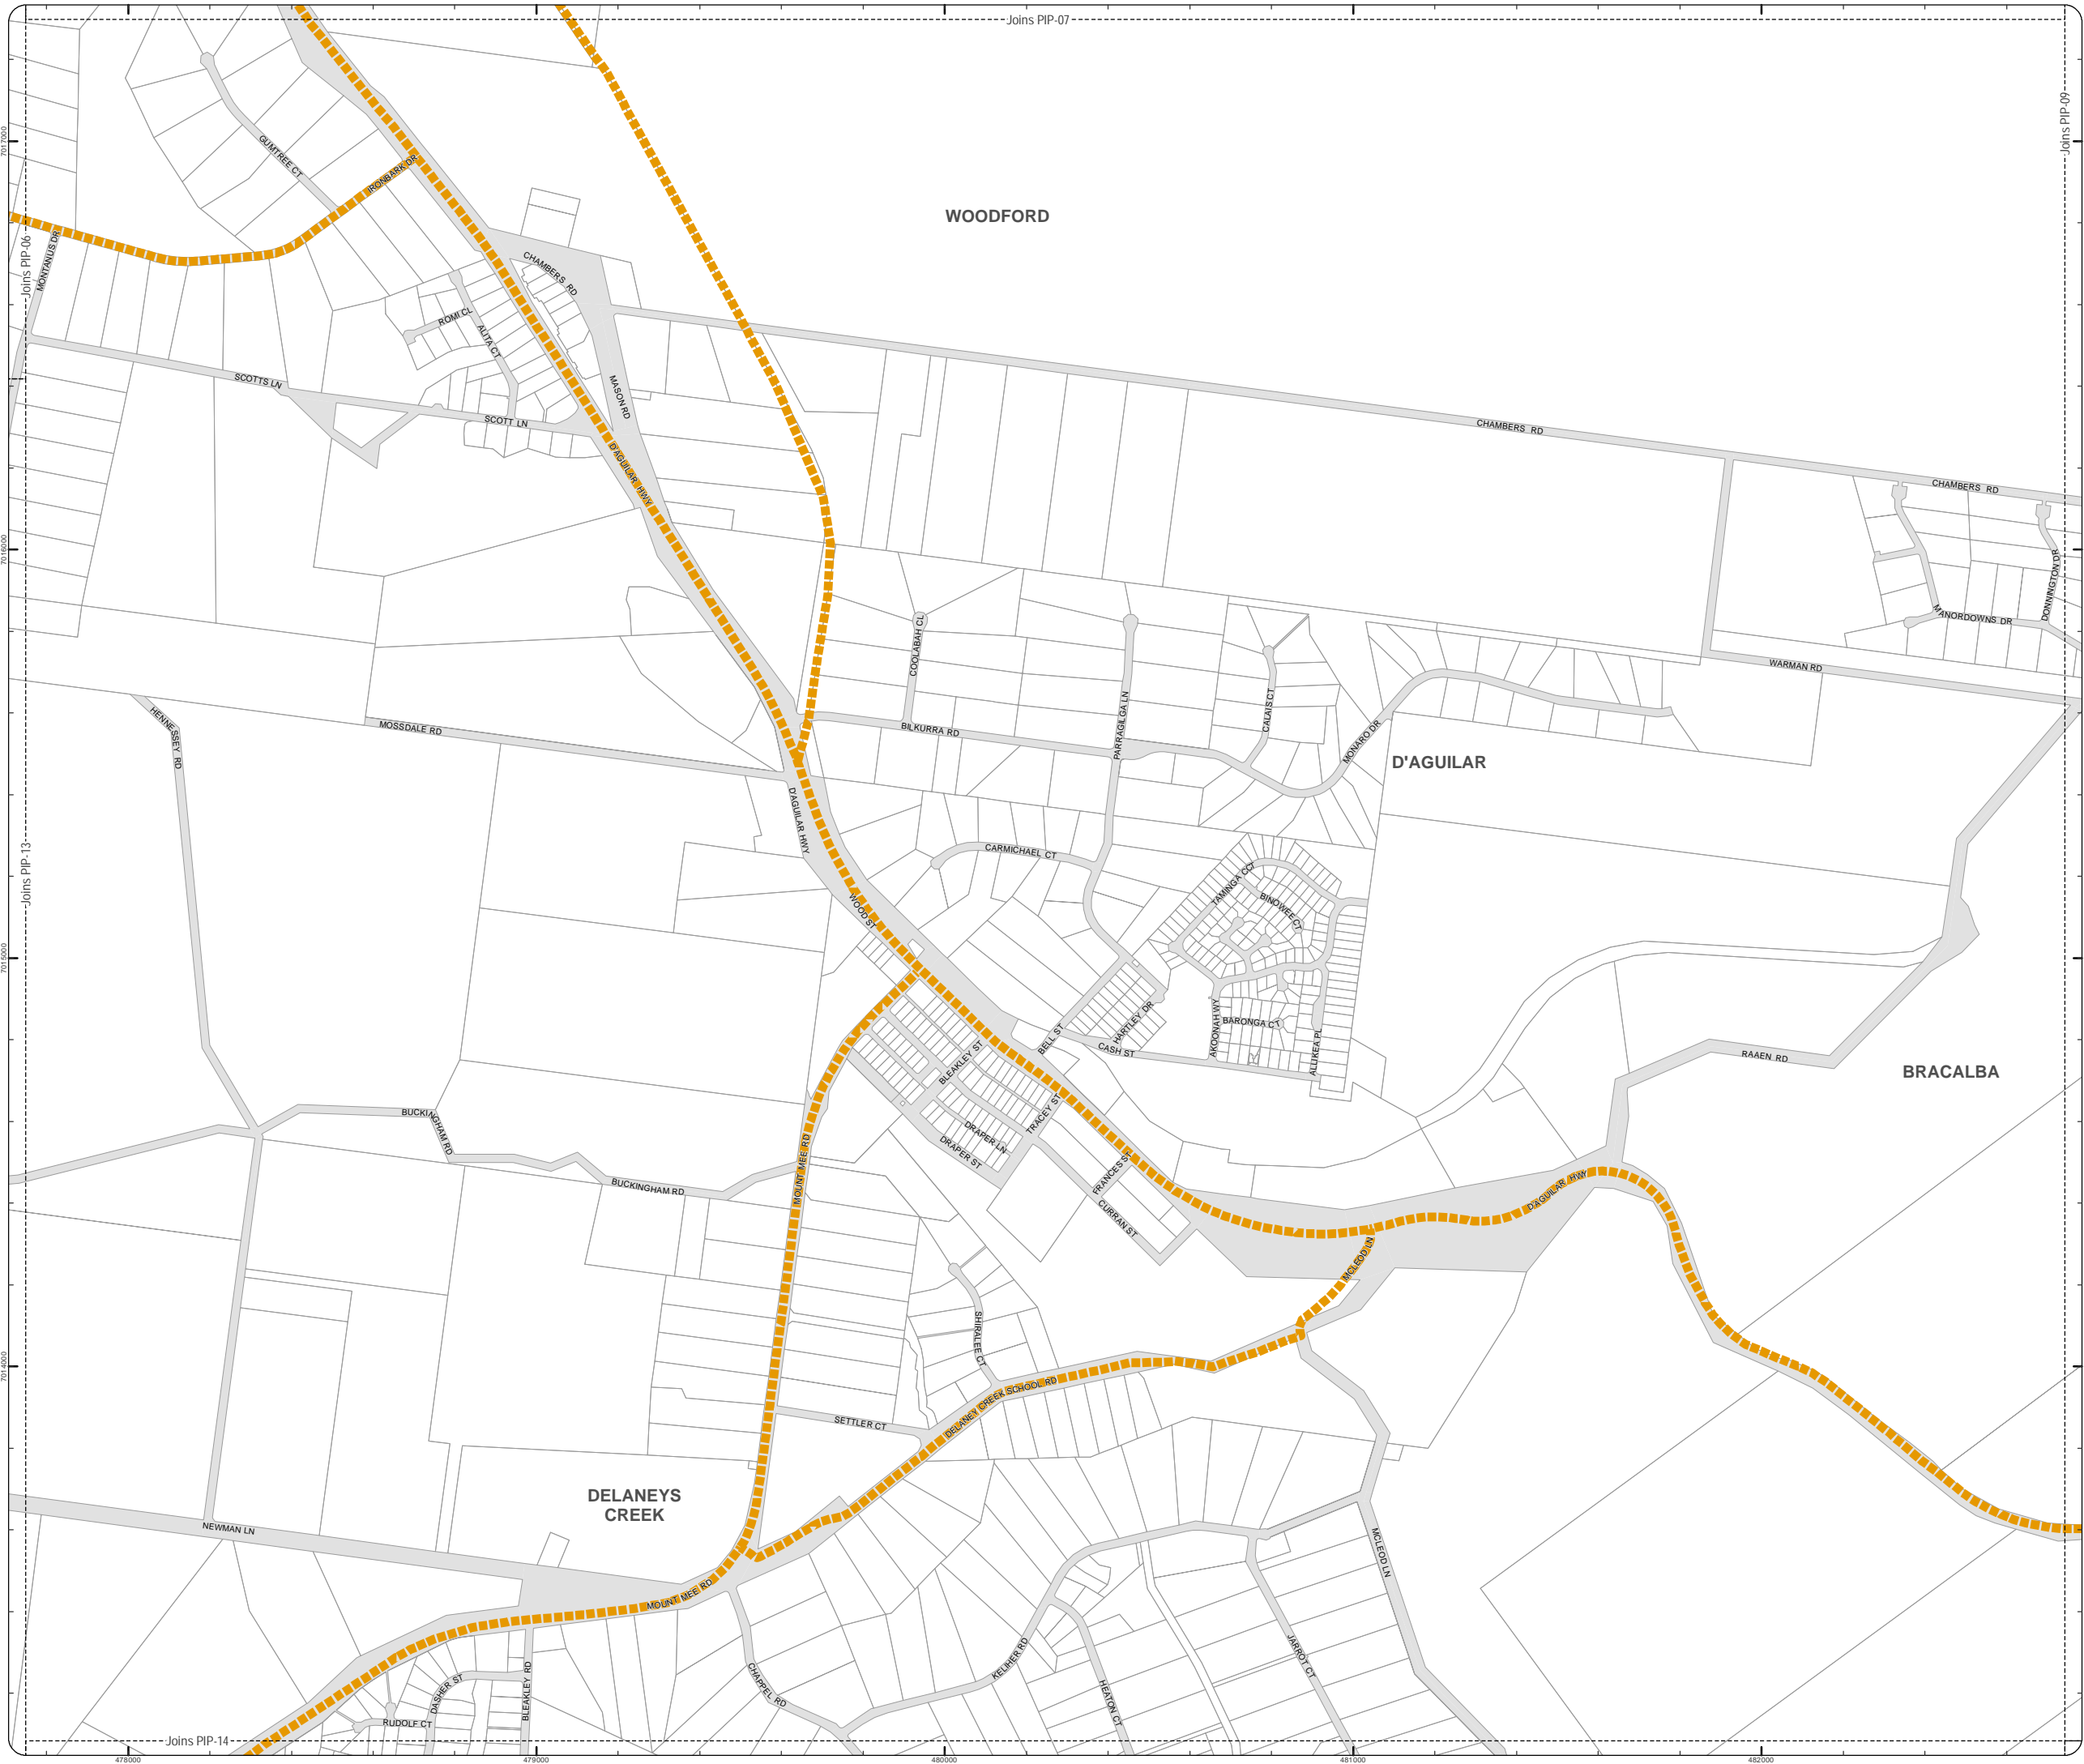 Joins PIP-07
Joins PIP-09
7017000
GUMTREE CT
IRONBARK DR
WOODFORD
MONTANUS DR
Joins PIP-06
CHAMBERS RD
ROMI CL
ALITA CT
SCOTTS LN
MASON RD
SCOTT LN
CHAMBERS RD
D'AGUILAR HWY
CHAMBERS RD
7016000
DONNINGTON DR
MANORDOWNS DR
COOLABAH CL
WARMAN RD
CALAIS CT
PARRAGILGA LN
HENNESSEY RD
MOSSDALE RD
BILKURRA RD
MONARO DR
D'AGUILAR
D'AGUILAR HWY
CARMICHAEL CT
Joins PIP-13
TAMINGA CCT
BINOWEE CT
WOOD ST
7015000
HARTLEY DR
AKOONAH WY
BARONGA CT
BELL ST
CASH ST
ALLIKEA PL
BLEAKLEY ST
RAAEN RD
BRACALBA
BUCKINGHAM RD
TRACEY ST
DRAPER LN
DRAPER ST
MOUNT MEE RD
FRANCES ST
BUCKINGHAM RD
D'AGUILAR HWY
CURRAN ST
MCLEOD LN
SHIRALEE CT
7014000
DELANEY CREEK SCHOOL RD
SETTLER CT
DELANEYS
CREEK
NEWMAN LN
MCLEOD LN
MOUNT MEE RD
KELIHER RD
JARROT CT
CHAPPEL RD
HEATON CT
DASHER ST
BLEAKLEY RD
RUDOLF CT
Joins PIP-14
478000
479000
480000
481000
482000